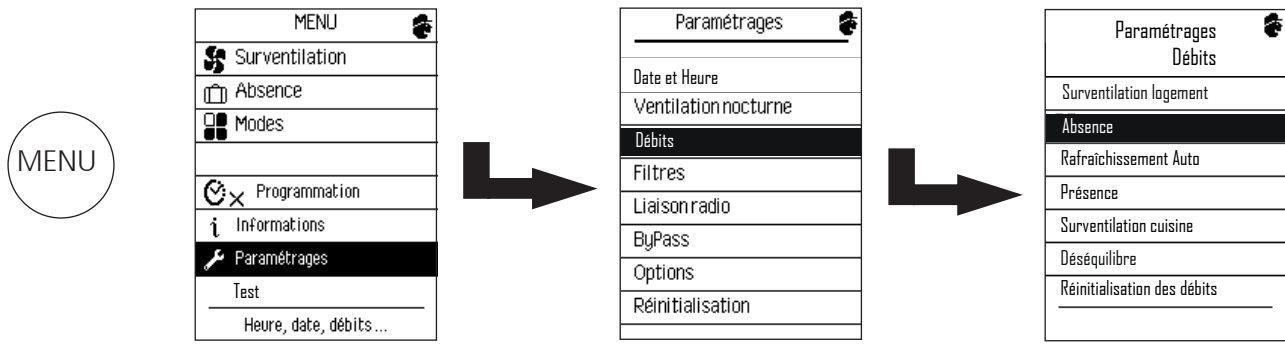 MENU
MENU
Surventilation
Absence
Modes
Programmation
i Informations
Paramétrages
Test
Heure, date, débits ...
Paramétrages
Date et Heure
Ventilation nocturne
Débits
Filtres
Liaison radio
ByPass
Options
Réinitialisation
Paramétrages
Débits
Surventilation logement
Absence
Rafraîchissement Auto
Présence
Surventilation cuisine
Déséquilibre
Réinitialisation des débits